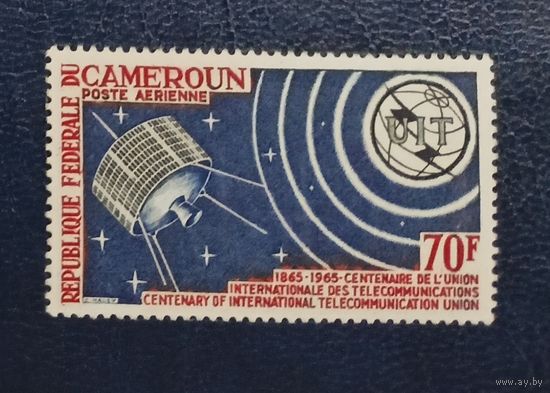 REPUBLIQUE FEDERALE DU
CAMEROUN
POSTE AERIENNE
UIT
70F
1865-1965-CENTENAIRE DE L'UNION
INTERNATIONALE DES TELECOMMUNICATIONS
CENTENARY OF INTERNATIONAL TELECOMMUNICATION UNION
www.ay.by